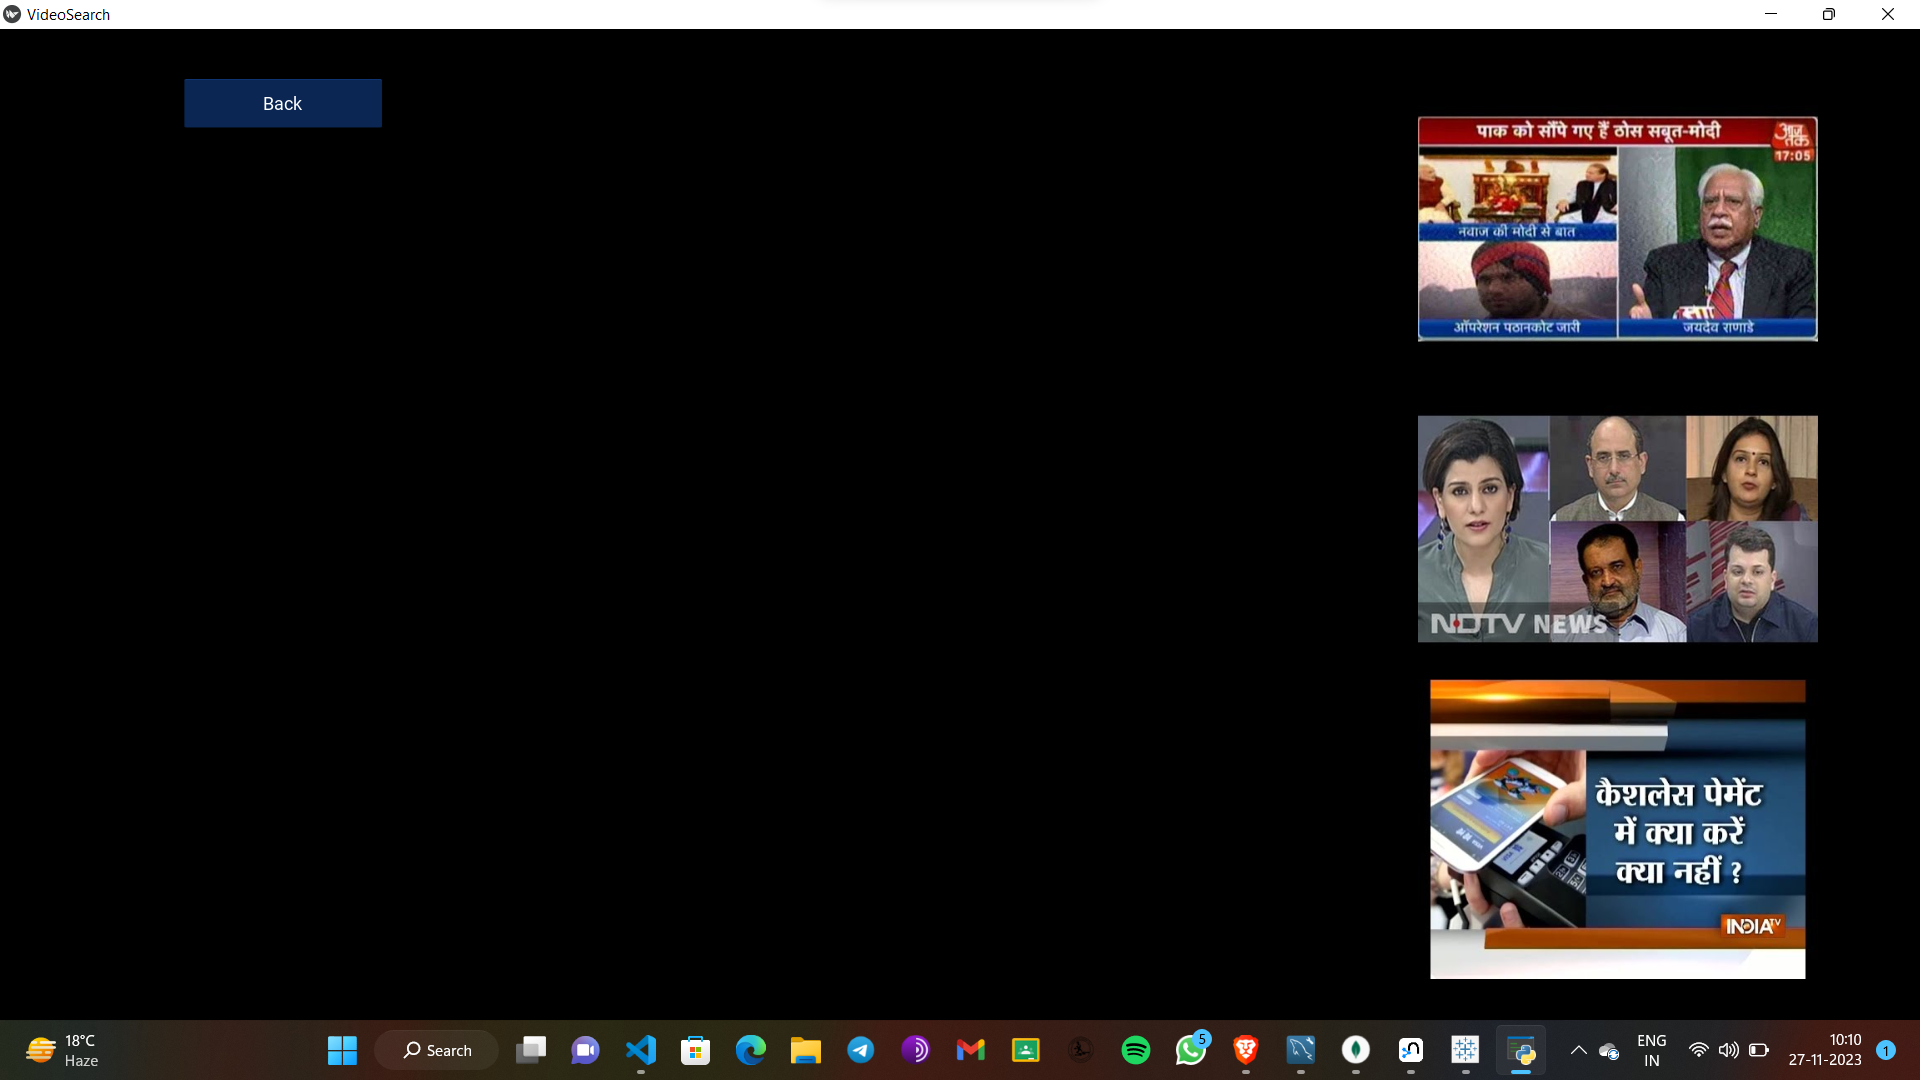 VideoSearch
Back
पाक को सौंपे गए हैं ठोस सबूत-मोदी
आज तक
17:05
नवाज की मोदी से बात
ऑपरेशन पठानकोट जारी
जयदेव राणाडे
NDTV NEWS
कैशलेस पेमेंट
में क्या करें
क्या नहीं ?
INDIA TV
18°C
Haze
Search
5
ENG
IN
10:10
27-11-2023
1